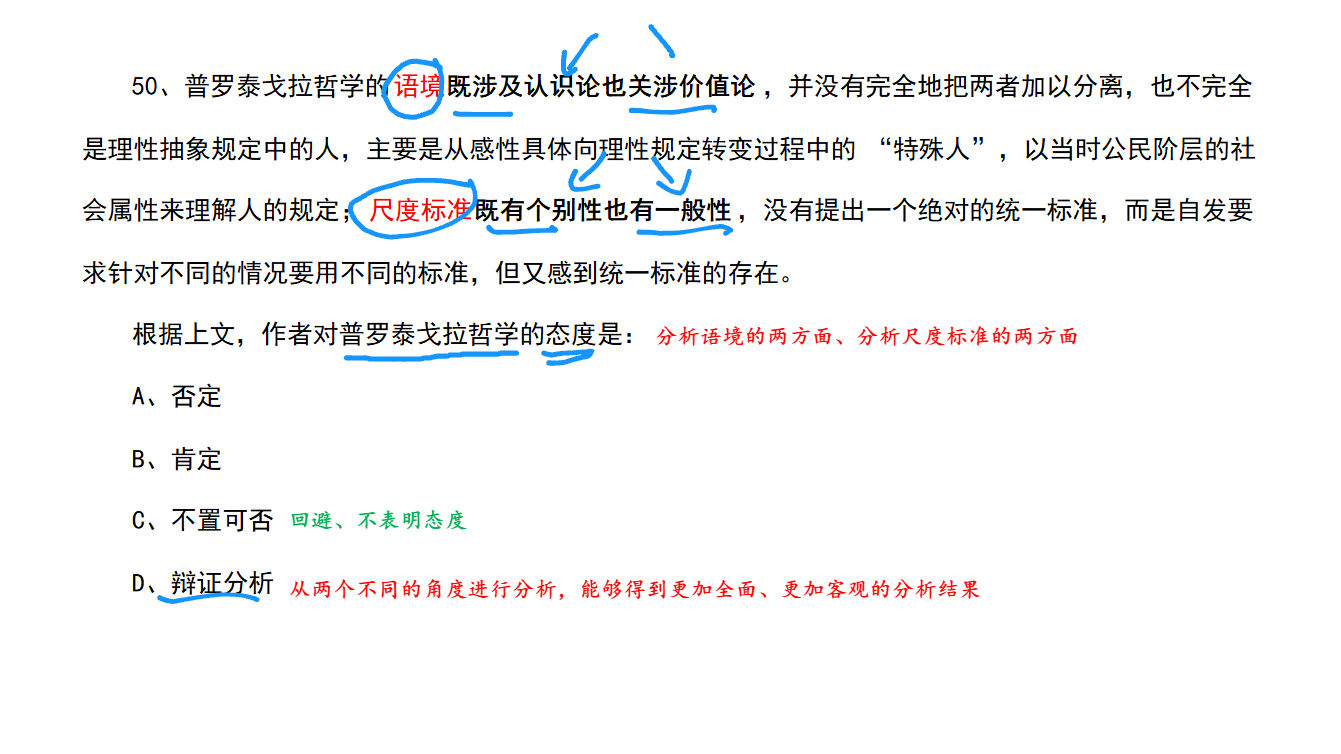 50、普罗泰戈拉哲学的语境既涉及认识论也关涉价值论，并没有完全地把两者加以分离，也不完全
是理性抽象规定中的人，主要是从感性具体向理性规定转变过程中的 “特殊人”，以当时公民阶层的社
会属性来理解人的规定；尺度标准既有个别性也有一般性，没有提出一个绝对的统一标准，而是自发要
求针对不同的情况要用不同的标准，但又感到统一标准的存在。
根据上文，作者对普罗泰戈拉哲学的态度是： 分析语境的两方面、分析尺度标准的两方面
A、否定
B、肯定
C、不置可否 回避、不表明态度
D、辩证分析 从两个不同的角度进行分析，能够得到更加全面、更加客观的分析结果